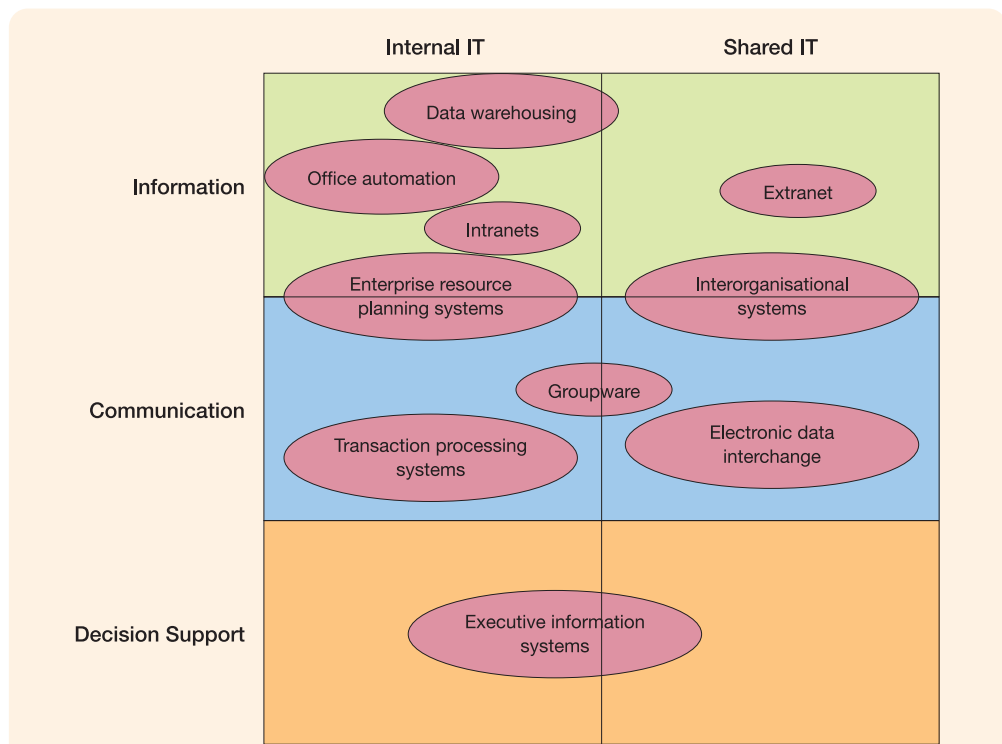 Internal IT
Shared IT
Information
Data warehousing
Office automation
Extranet
Intranets
Enterprise resource
planning systems
Interorganisational
systems
Communication
Groupware
Transaction processing
systems
Electronic data
interchange
Decision Support
Executive information
systems